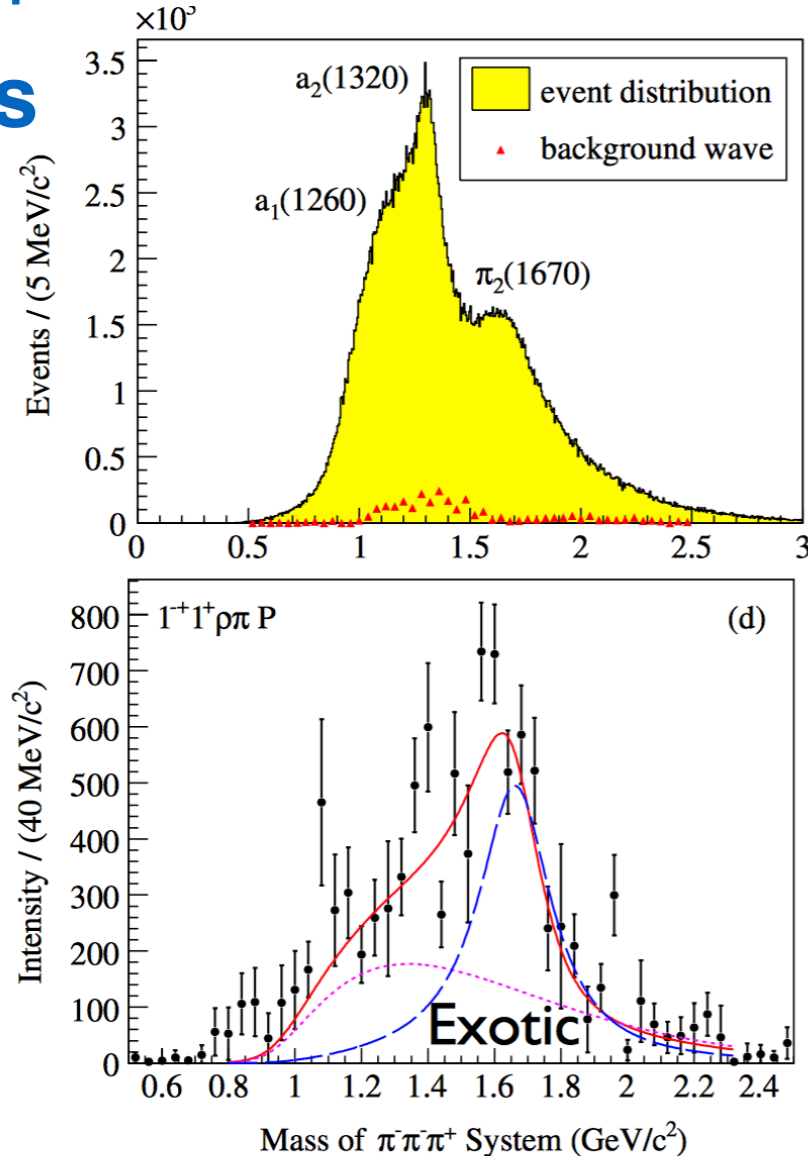 s
×10³
Events / (5 MeV/c²)
3.5
3
2.5
2
1.5
1
0.5
0
a₂(1320)
a₁(1260)
π₂(1670)
event distribution
background wave
0 0.5 1 1.5 2 2.5 3
Intensity / (40 MeV/c²)
800
700
600
500
400
300
200
100
0
1⁻⁺1⁺ρπ P
(d)
Exotic
0.6 0.8 1 1.2 1.4 1.6 1.8 2 2.2 2.4
Mass of π⁻π⁻π⁺ System (GeV/c²)